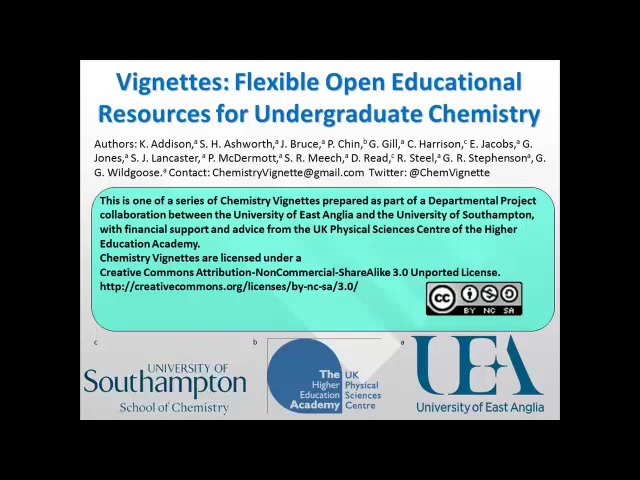 Vignettes: Flexible Open Educational
Resources for Undergraduate Chemistry
Authors: K. Addison,ª S. H. Ashworth,ª J. Bruce,ª P. Chin,ᵇ G. Gill,ª C. Harrison,ᶜ E. Jacobs,ª G.
Jones,ª S. J. Lancaster,ª P. McDermott,ª S. R. Meech,ª D. Read,ᶜ R. Steel,ª G. R. Stephensonª, G.
G. Wildgoose.ª Contact: ChemistryVignette@gmail.com Twitter: @ChemVignette
This is one of a series of Chemistry Vignettes prepared as part of a Departmental Project
collaboration between the University of East Anglia and the University of Southampton,
with financial support and advice from the UK Physical Sciences Centre of the Higher
Education Academy.
Chemistry Vignettes are licensed under a
Creative Commons Attribution-NonCommercial-ShareAlike 3.0 Unported License.
http://creativecommons.org/licenses/by-nc-sa/3.0/
cc
BY NC SA
c
UNIVERSITY OF
Southampton
School of Chemistry
b
The
Higher
Education
Academy
UK
Physical
Sciences
Centre
a
UEA
University of East Anglia